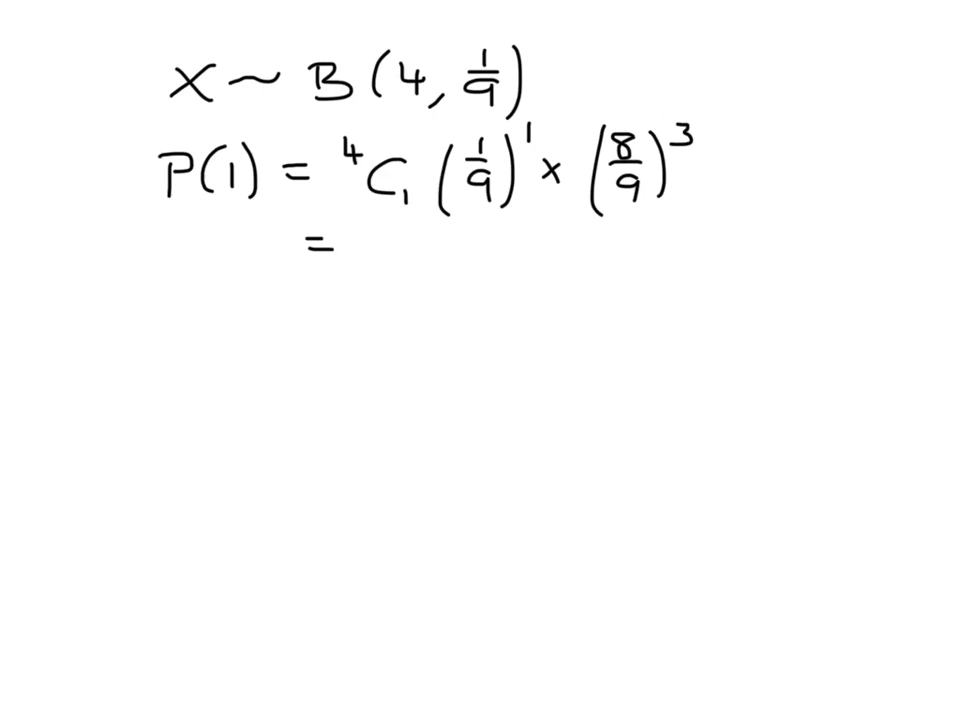 X ~ B(4, 1/9)
P(1) = ⁴C₁ (1/9)¹ × (8/9)³
=